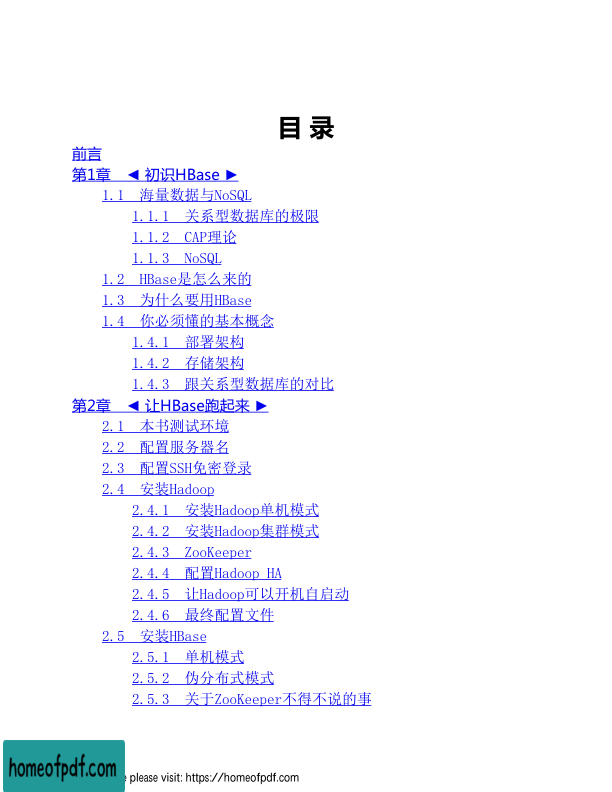 目 录
前言
第1章 ◄ 初识HBase ►
1.1 海量数据与NoSQL
1.1.1 关系型数据库的极限
1.1.2 CAP理论
1.1.3 NoSQL
1.2 HBase是怎么来的
1.3 为什么要用HBase
1.4 你必须懂的基本概念
1.4.1 部署架构
1.4.2 存储架构
1.4.3 跟关系型数据库的对比
第2章 ◄ 让HBase跑起来 ►
2.1 本书测试环境
2.2 配置服务器名
2.3 配置SSH免密登录
2.4 安装Hadoop
2.4.1 安装Hadoop单机模式
2.4.2 安装Hadoop集群模式
2.4.3 ZooKeeper
2.4.4 配置Hadoop HA
2.4.5 让Hadoop可以开机自启动
2.4.6 最终配置文件
2.5 安装HBase
2.5.1 单机模式
2.5.2 伪分布式模式
2.5.3 关于ZooKeeper不得不说的事
homeofpdf.com
please visit: https://homeofpdf.com